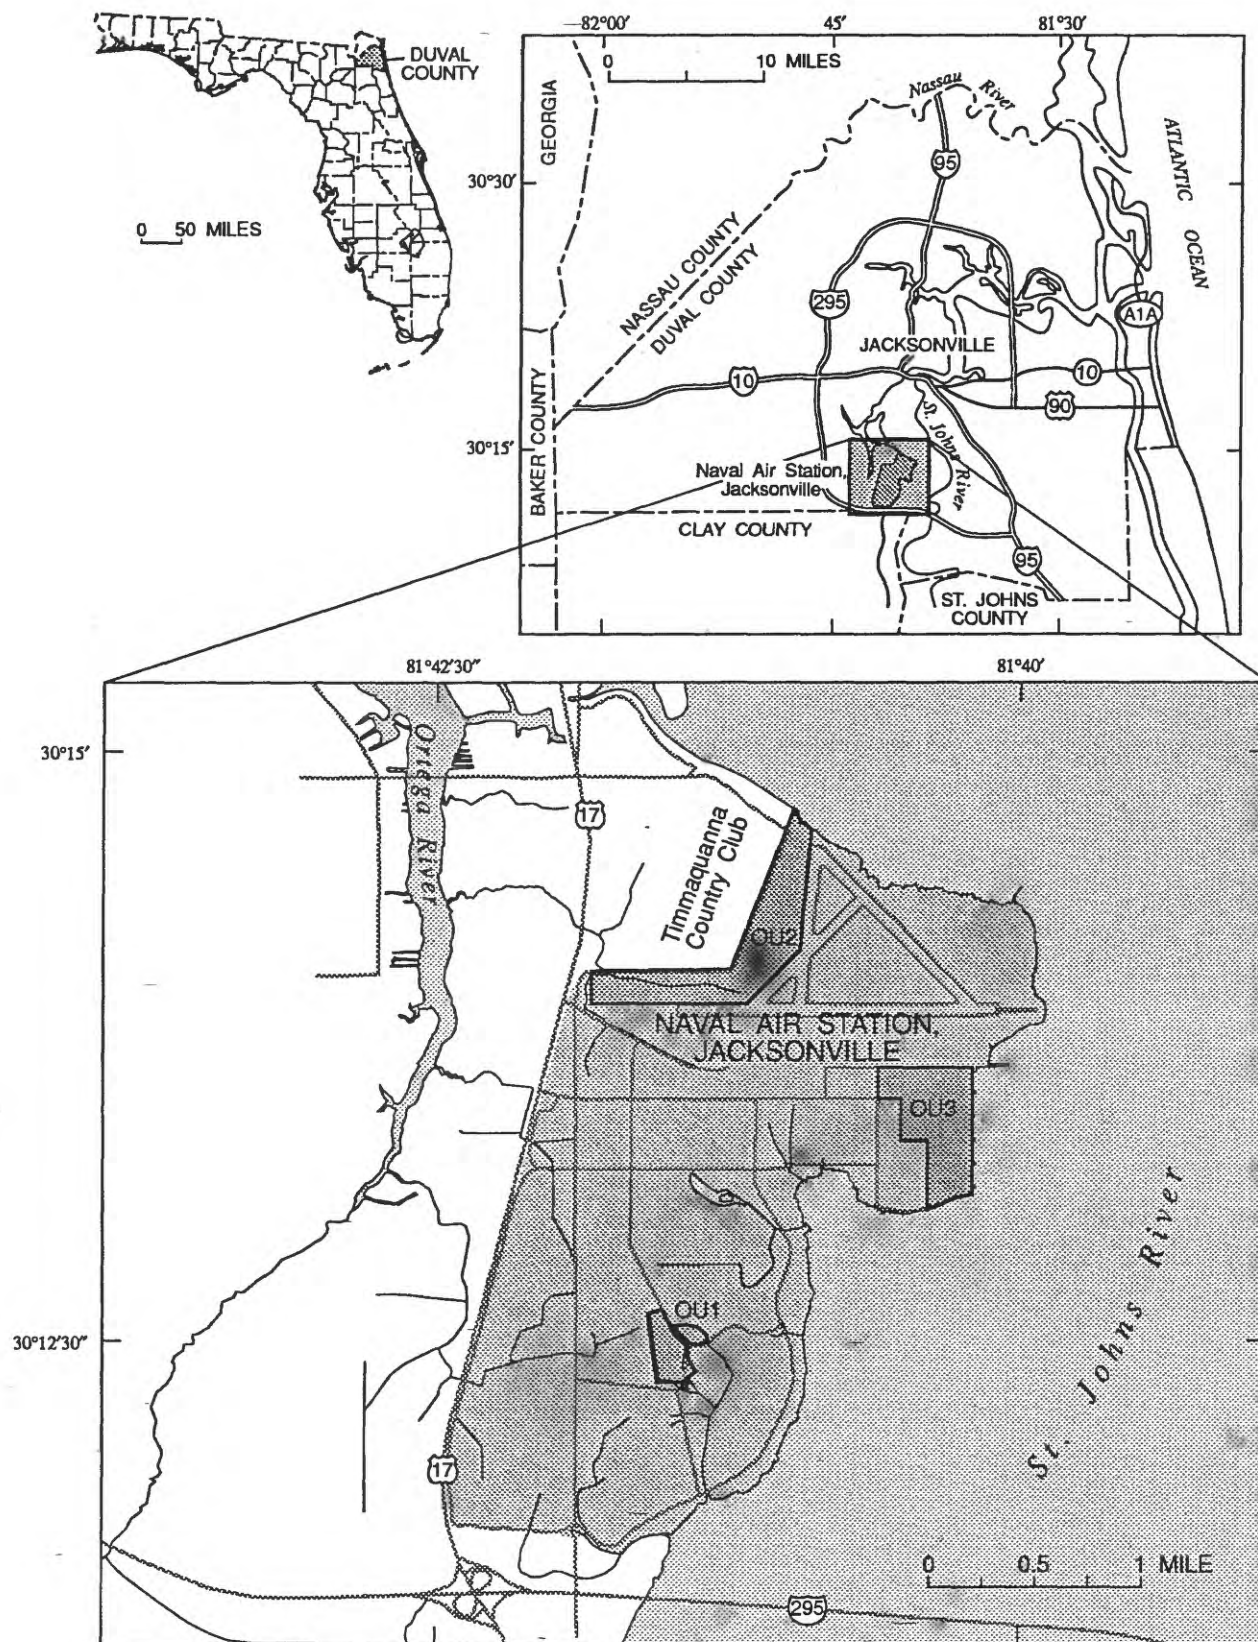 DUVAL
COUNTY
0 50 MILES
82°00′ 45′ 81°30′
0 10 MILES
Nassau River
GEORGIA
95
ATLANTIC OCEAN
30°30′
NASSAU COUNTY
DUVAL COUNTY
295
A1A
JACKSONVILLE
10
10
90
BAKER COUNTY
30°15′
St. Johns River
Naval Air Station,
Jacksonville
CLAY COUNTY
95
ST. JOHNS
COUNTY
81°42′30″ 81°40′
30°15′
Ortega River
17
Timmaquanna
Country Club
OU2
NAVAL AIR STATION,
JACKSONVILLE
OU3
OU1
30°12′30″
St. Johns River
17
0 0.5 1 MILE
295